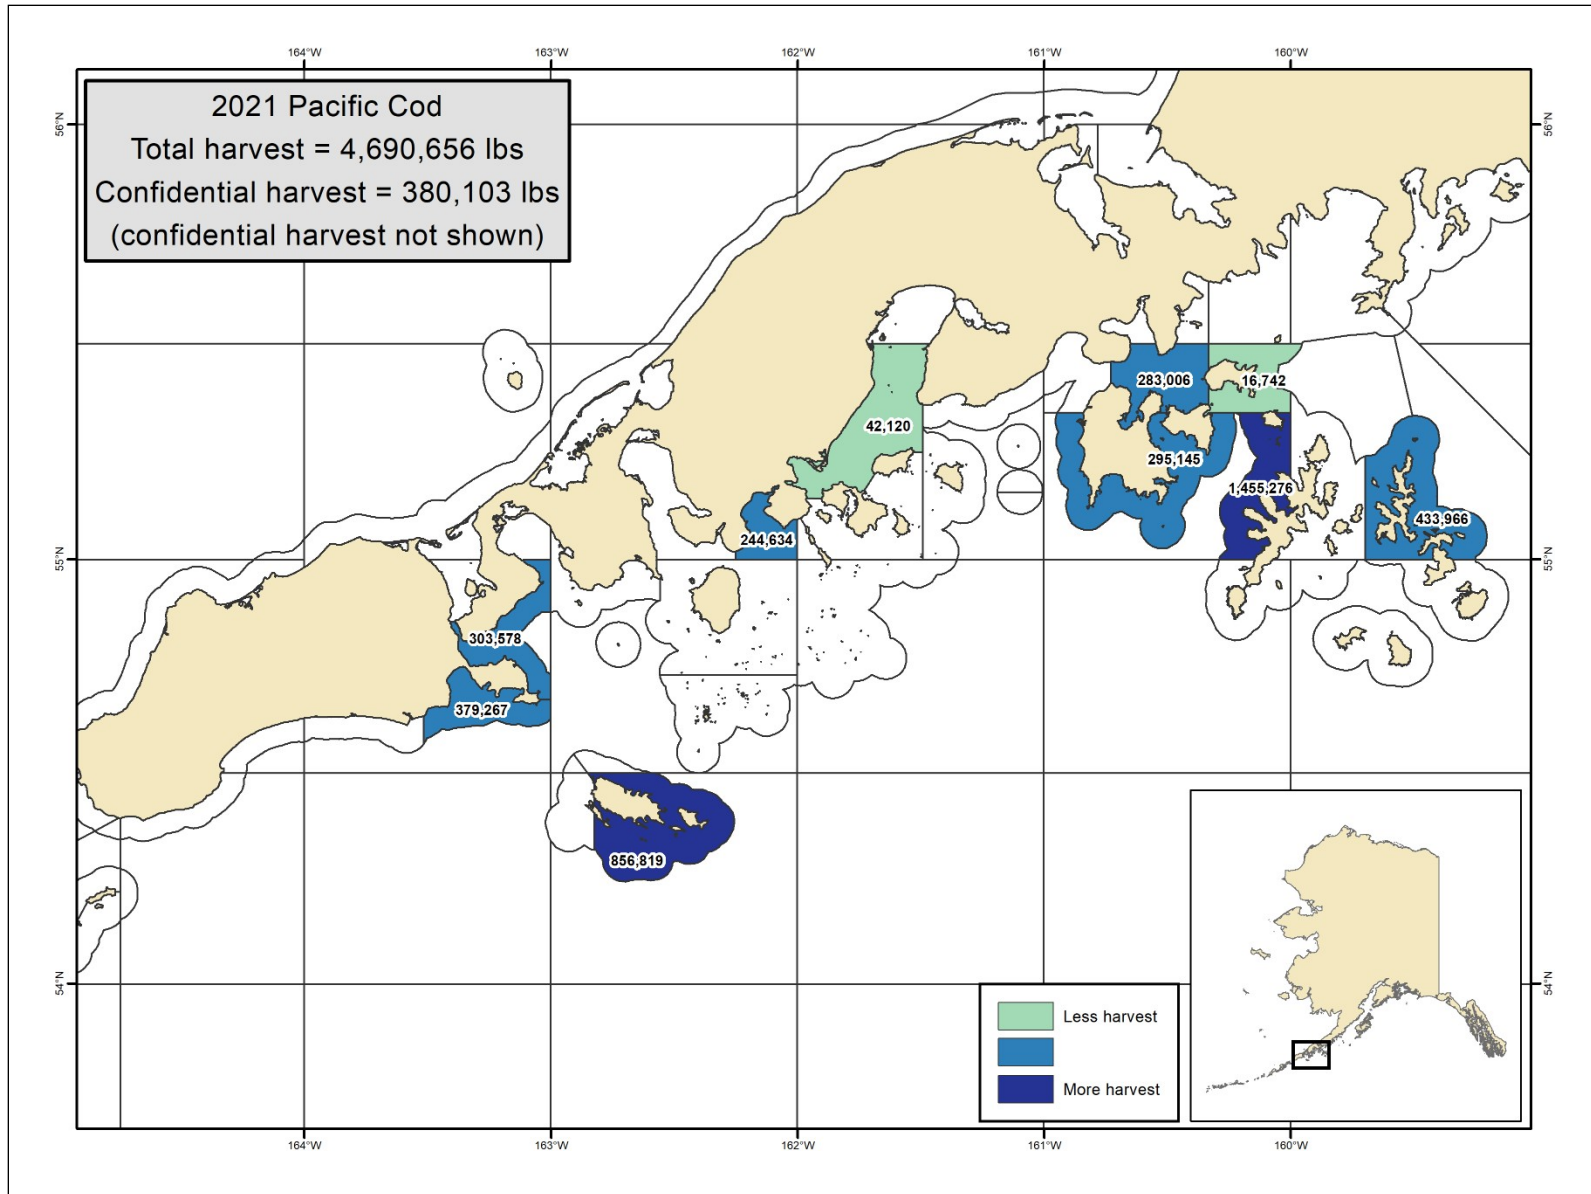 164°W
163°W
162°W
161°W
160°W
2021 Pacific Cod
Total harvest = 4,690,656 lbs
Confidential harvest = 380,103 lbs
(confidential harvest not shown)
56°N
56°N
283,006
16,742
42,120
295,145
1,455,276
433,966
244,634
55°N
55°N
303,578
379,267
856,819
54°N
54°N
Less harvest
More harvest
164°W
163°W
162°W
161°W
160°W